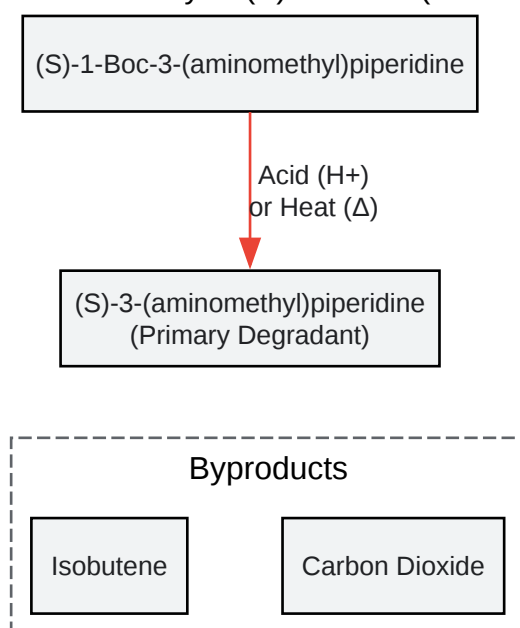 (S)-1-Boc-3-(aminomethyl)piperidine
Acid (H+)
or Heat (Δ)
(S)-3-(aminomethyl)piperidine
(Primary Degradant)
Byproducts
Isobutene
Carbon Dioxide